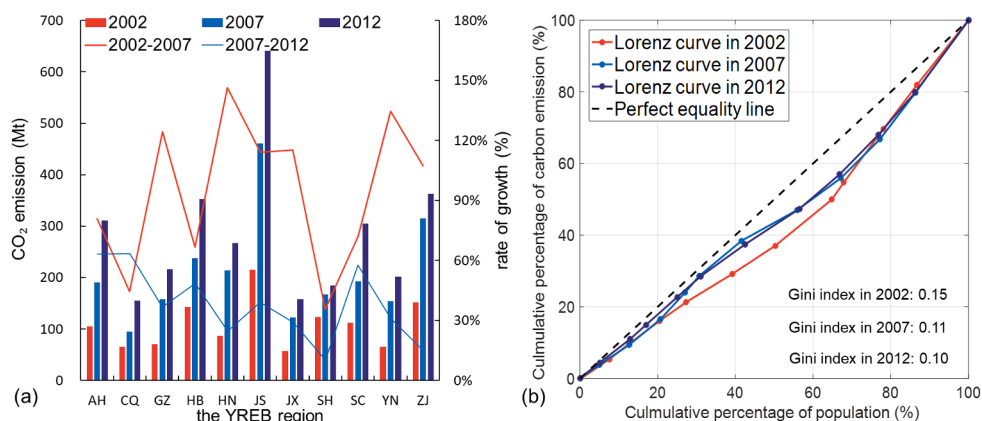 2002 2007 2012
2002-2007 2007-2012
700
600
500
400
300
200
100
0
CO2 emission (Mt)
180%
150%
120%
90%
60%
30%
0%
rate of growth (%)
AH CQ GZ HB HN JS JX SH SC YN ZJ
the YREB region
(a)
Lorenz curve in 2002
Lorenz curve in 2007
Lorenz curve in 2012
Perfect equality line
100
80
60
40
20
0
Culmulative percentage of carbon emission (%)
Gini index in 2002: 0.15
Gini index in 2007: 0.11
Gini index in 2012: 0.10
0 20 40 60 80 100
Culmulative percentage of population (%)
(b)